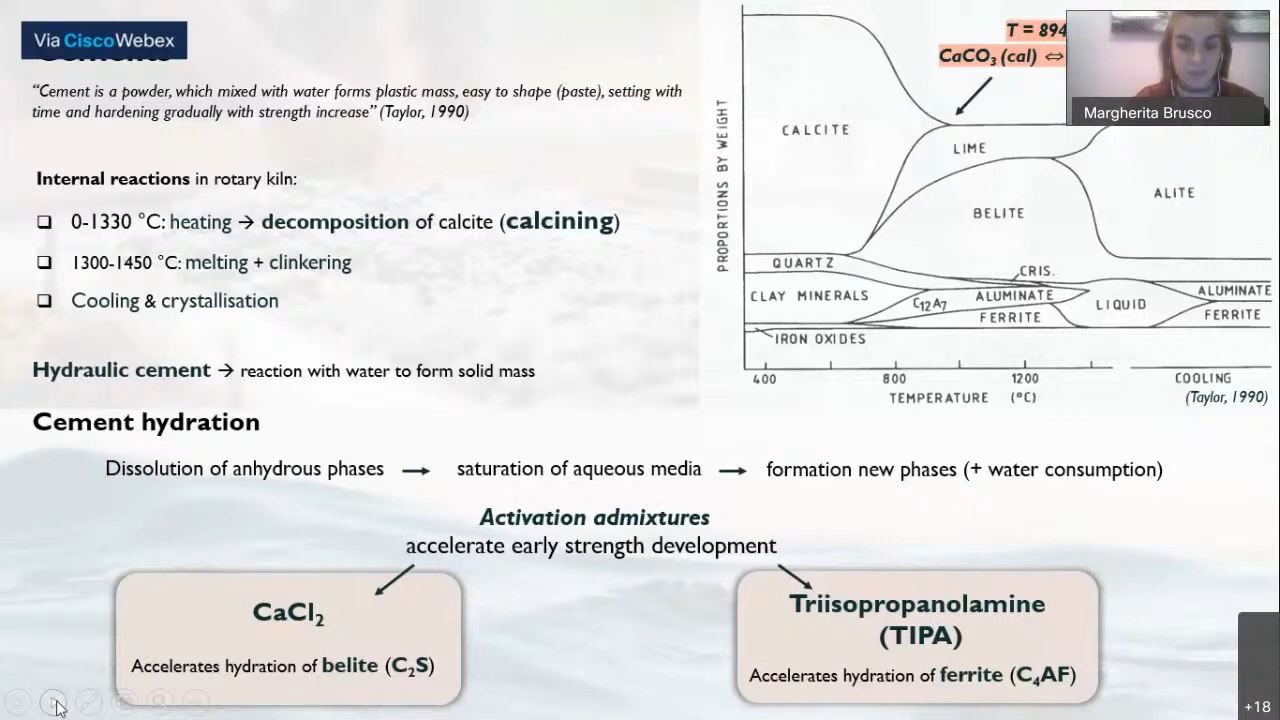 Via CiscoWebex
“Cement is a powder, which mixed with water forms plastic mass, easy to shape (paste), setting with
time and hardening gradually with strength increase” (Taylor, 1990)
Internal reactions in rotary kiln:
0-1330 °C: heating → decomposition of calcite (calcining)
1300-1450 °C: melting + clinkering
Cooling & crystallisation
Hydraulic cement → reaction with water to form solid mass
T = 894
CaCO₃ (cal) ⇔
Margherita Brusco
PROPORTIONS BY WEIGHT
CALCITE
LIME
BELITE
ALITE
QUARTZ
CRIS.
CLAY MINERALS
C₁₂A₇
ALUMINATE
FERRITE
LIQUID
ALUMINATE
FERRITE
IRON OXIDES
400 800 1200 COOLING
TEMPERATURE (°C)
(Taylor, 1990)
Cement hydration
Dissolution of anhydrous phases → saturation of aqueous media → formation new phases (+ water consumption)
Activation admixtures
accelerate early strength development
CaCl₂
Accelerates hydration of belite (C₂S)
Triisopropanolamine
(TIPA)
Accelerates hydration of ferrite (C₄AF)
+18